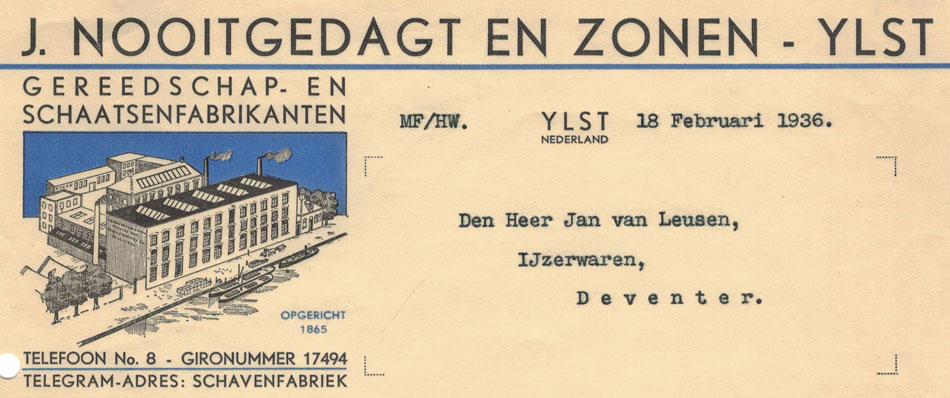 J. NOOITGEDAGT EN ZONEN - YLST
GEREEDSCHAP- EN
SCHAATSENFABRIKANTEN
MF/HW. YLST 18 Februari 1936.
NEDERLAND
Den Heer Jan van Leusen,
IJzerwaren,
Deventer.
OPGERICHT
1865
TELEFOON No. 8 - GIRONUMMER 17494
TELEGRAM-ADRES: SCHAVENFABRIEK